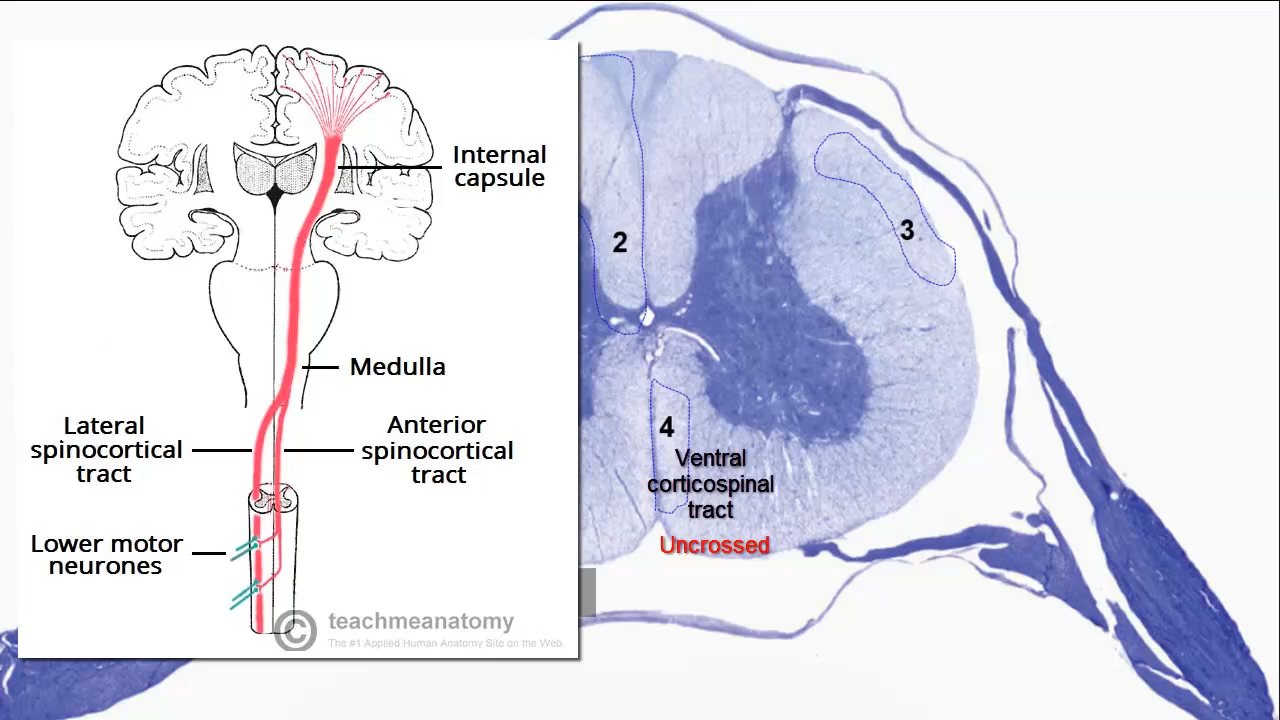 Internal
capsule
Medulla
Lateral
spinocortical
tract
Anterior
spinocortical
tract
Lower motor
neurones
© teachmeanatomy
The #1 Applied Human Anatomy Site on the Web.
2
3
4
Ventral
corticospinal
tract
Uncrossed